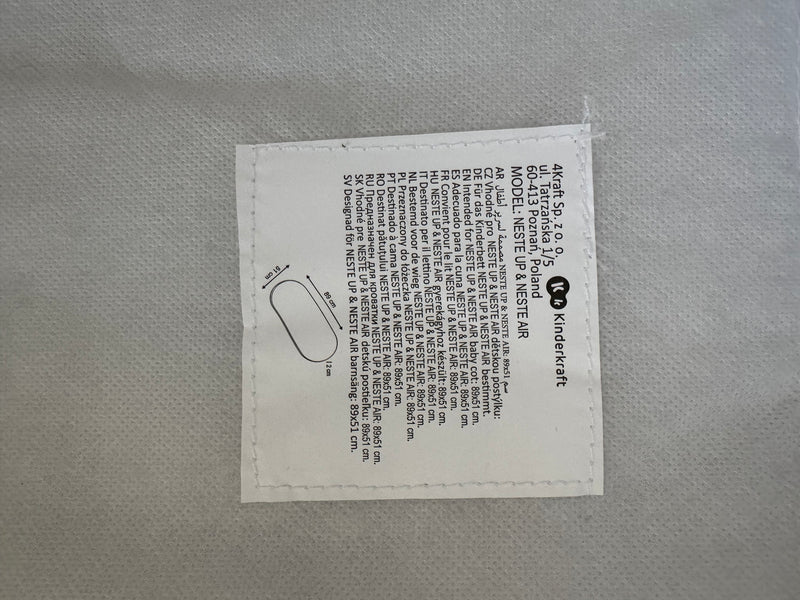 4Kraft Sp. z o. o.
ul. Tatrzańska 1/5
60-413 Poznań, Poland
Kk Kinderkraft
MODEL: NESTE UP & NESTE AIR
AR مصممة لسرير أطفال NESTE UP & NESTE AIR: 89x51 سم
CZ Vhodné pro NESTE UP & NESTE AIR dětskou postýlku:
DE Für das Kinderbett NESTE UP & NESTE AIR bestimmt.
EN Intended for NESTE UP & NESTE AIR baby cot: 89x51 cm.
ES Adecuado para la cuna NESTE UP & NESTE AIR: 89x51 cm.
FR Convient pour le lit NESTE UP & NESTE AIR: 89x51 cm.
HU NESTE UP & NESTE AIR gyerekágyhoz készült: 89x51 cm.
IT Destinato per il lettino NESTE UP & NESTE AIR: 89x51 cm.
NL Bestemd voor de wieg NESTE UP & NESTE AIR: 89x51 cm.
PL Przeznaczony do łóżeczka NESTE UP & NESTE AIR: 89x51 cm.
PT Destinado à cama NESTE UP & NESTE AIR: 89x51 cm.
RO Destinat pătuțului NESTE UP & NESTE AIR: 89x51 cm.
RU Предназначен для кроватки NESTE UP & NESTE AIR: 89x51 cm.
SK Vhodné pre NESTE UP & NESTE AIR detskú postieľku: 89x51 cm.
SV Designad för NESTE UP & NESTE AIR barnsäng: 89x51 cm.
89 cm
51 cm
12 cm